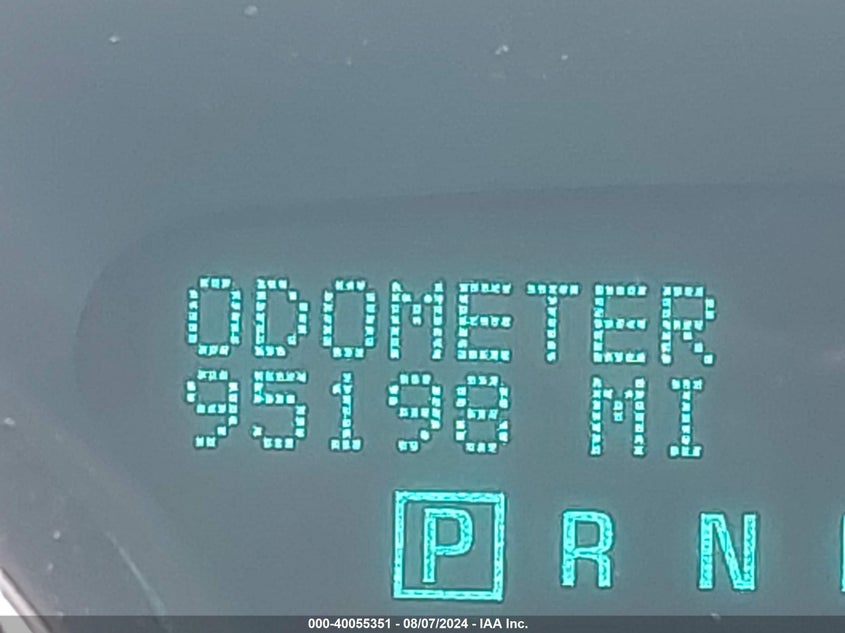 ODOMETER
95198 MI
P R N
000-40055351 - 08/07/2024 - IAA Inc.